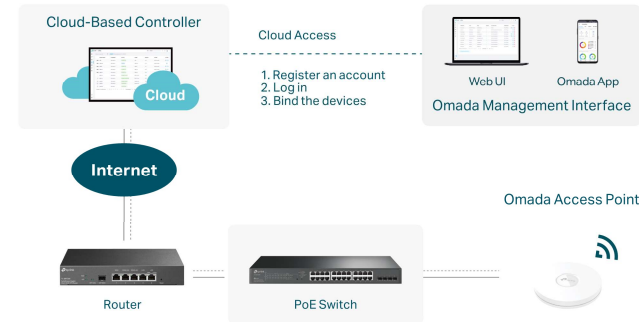 Cloud-Based Controller
Cloud
Cloud Access
1. Register an account
2. Log in
3. Bind the devices
Web UI
Omada App
Omada Management Interface
Internet
Omada Access Point
Router
PoE Switch